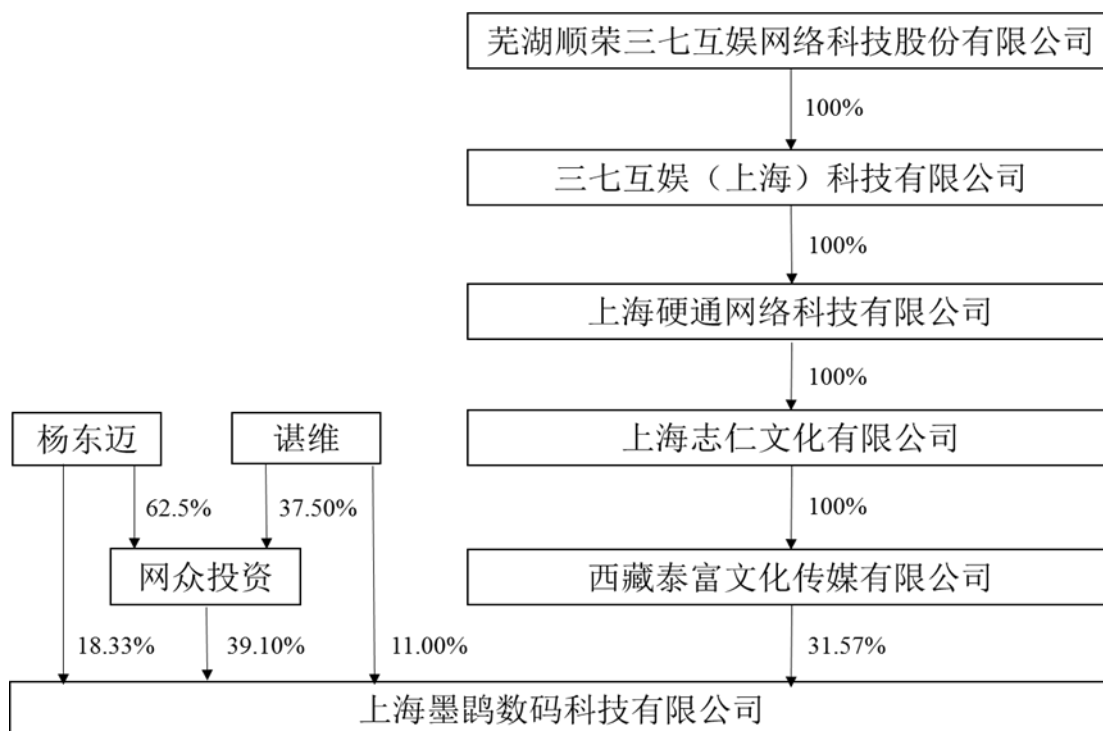 芜湖顺荣三七互娱网络科技股份有限公司
100%
三七互娱（上海）科技有限公司
100%
上海硬通网络科技有限公司
100%
杨东迈
谌维
上海志仁文化有限公司
62.5%
37.50%
100%
网众投资
西藏泰富文化传媒有限公司
18.33%
39.10%
11.00%
31.57%
上海墨鹍数码科技有限公司